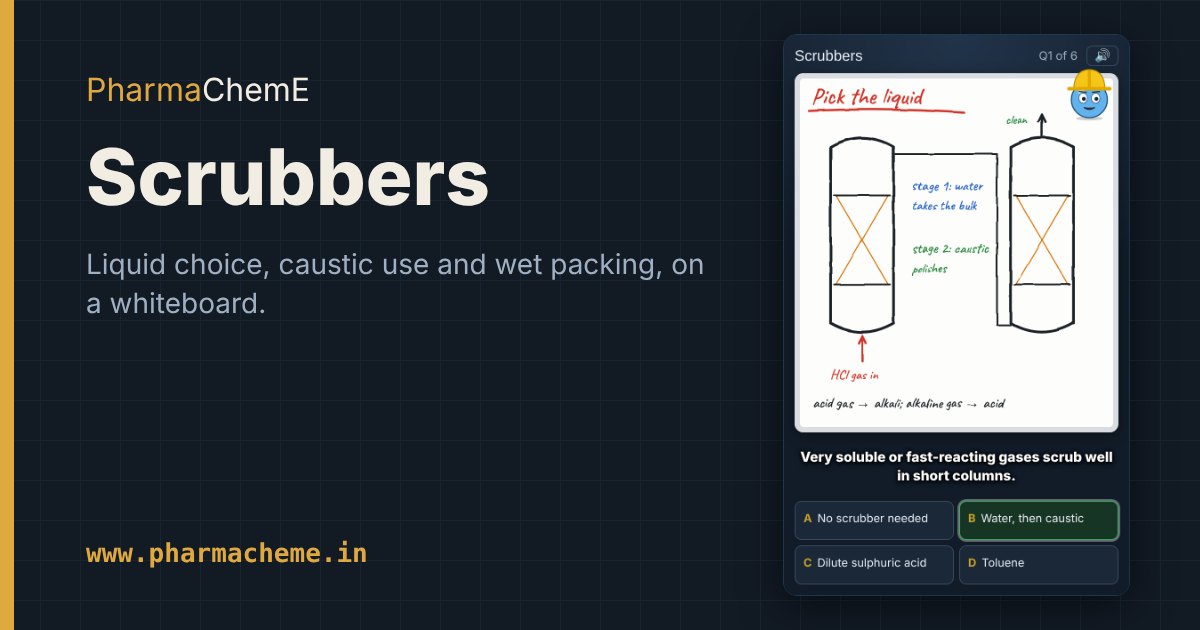 PharmaChemE
Scrubbers
Liquid choice, caustic use and wet packing, on
a whiteboard.
www.pharmacheme.in
Scrubbers
Q1 of 6
Pick the liquid
clean
stage 1: water
takes the bulk
stage 2: caustic
polishes
HCl gas in
acid gas → alkali; alkaline gas → acid
Very soluble or fast-reacting gases scrub well
in short columns.
A No scrubber needed
B Water, then caustic
C Dilute sulphuric acid
D Toluene